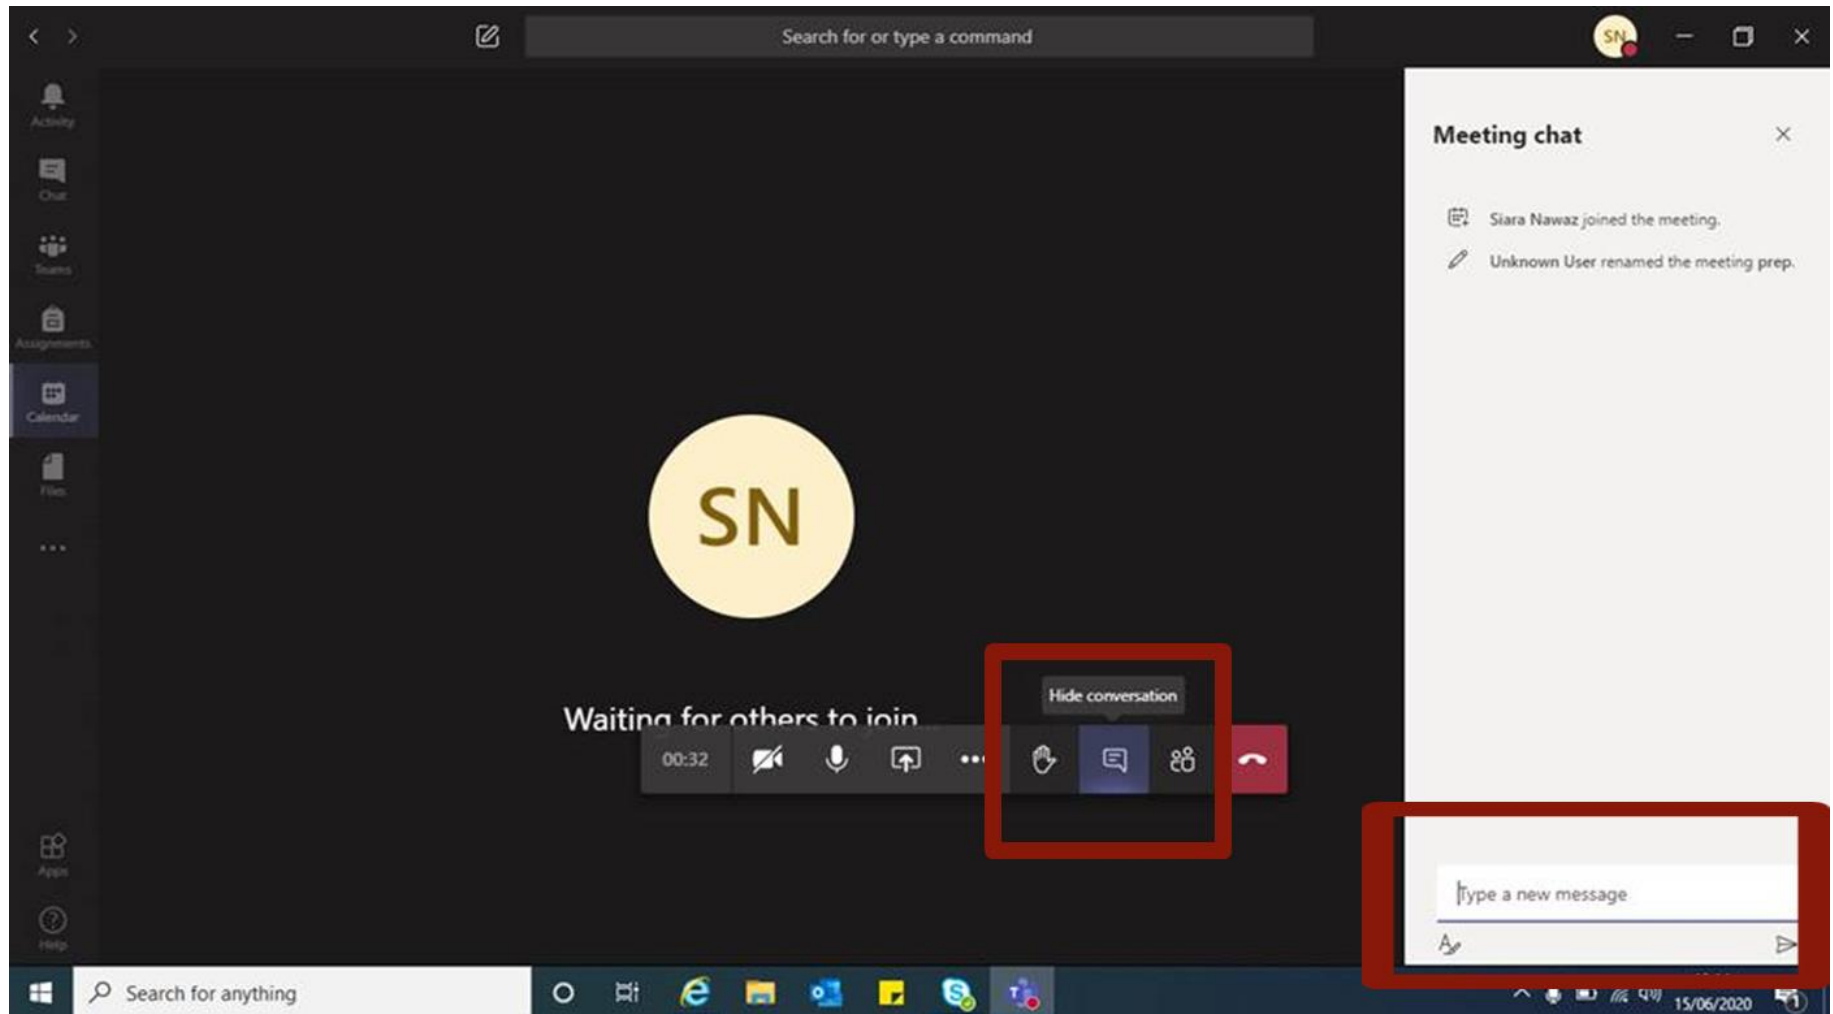 Search for or type a command
SN
Activity
Chat
Teams
Assignments
Calendar
Files
Apps
Help
SN
Waiting for others to join...
Hide conversation
00:32
Meeting chat
Siara Nawaz joined the meeting.
Unknown User renamed the meeting prep.
Type a new message
Search for anything
15/06/2020
1